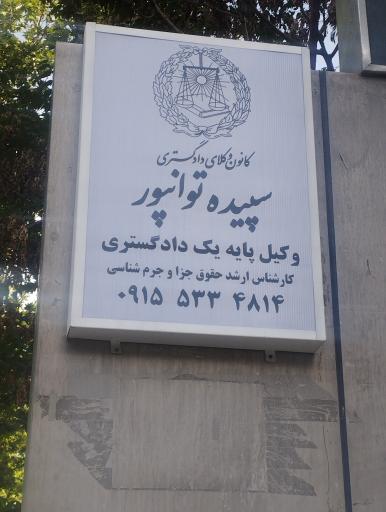 کانون وکلای دادگستری
سپیده توانپور
وکیل پایه یک دادگستری
کارشناس ارشد حقوق جزا و جرم شناسی
۰۹۱۵ ۵۳۳ ۴۸۱۴